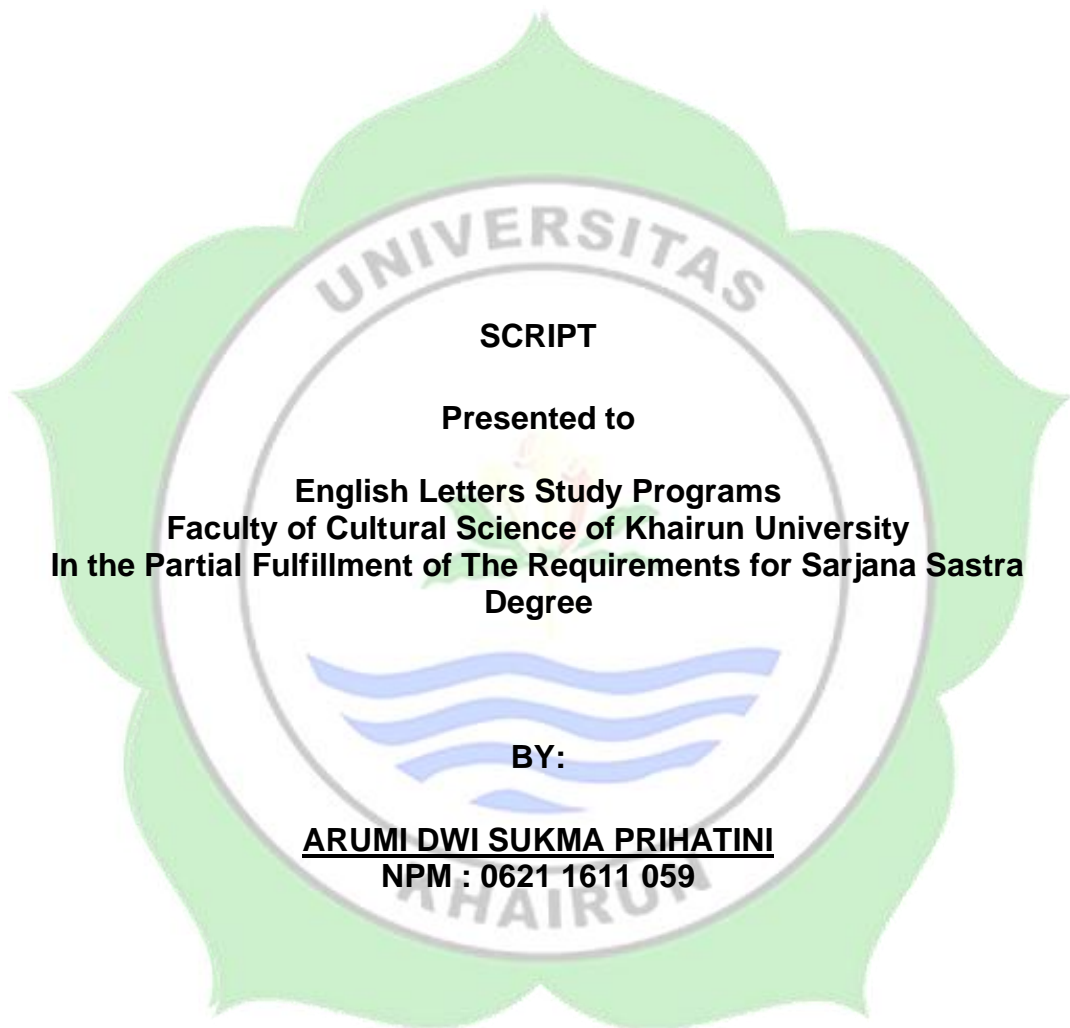 UNIVERSITAS
SCRIPT
Presented to
English Letters Study Programs
Faculty of Cultural Science of Khairun University
In the Partial Fulfillment of The Requirements for Sarjana Sastra
Degree
BY:
ARUMI DWI SUKMA PRIHATINI
NPM : 0621 1611 059
KHAIRUN